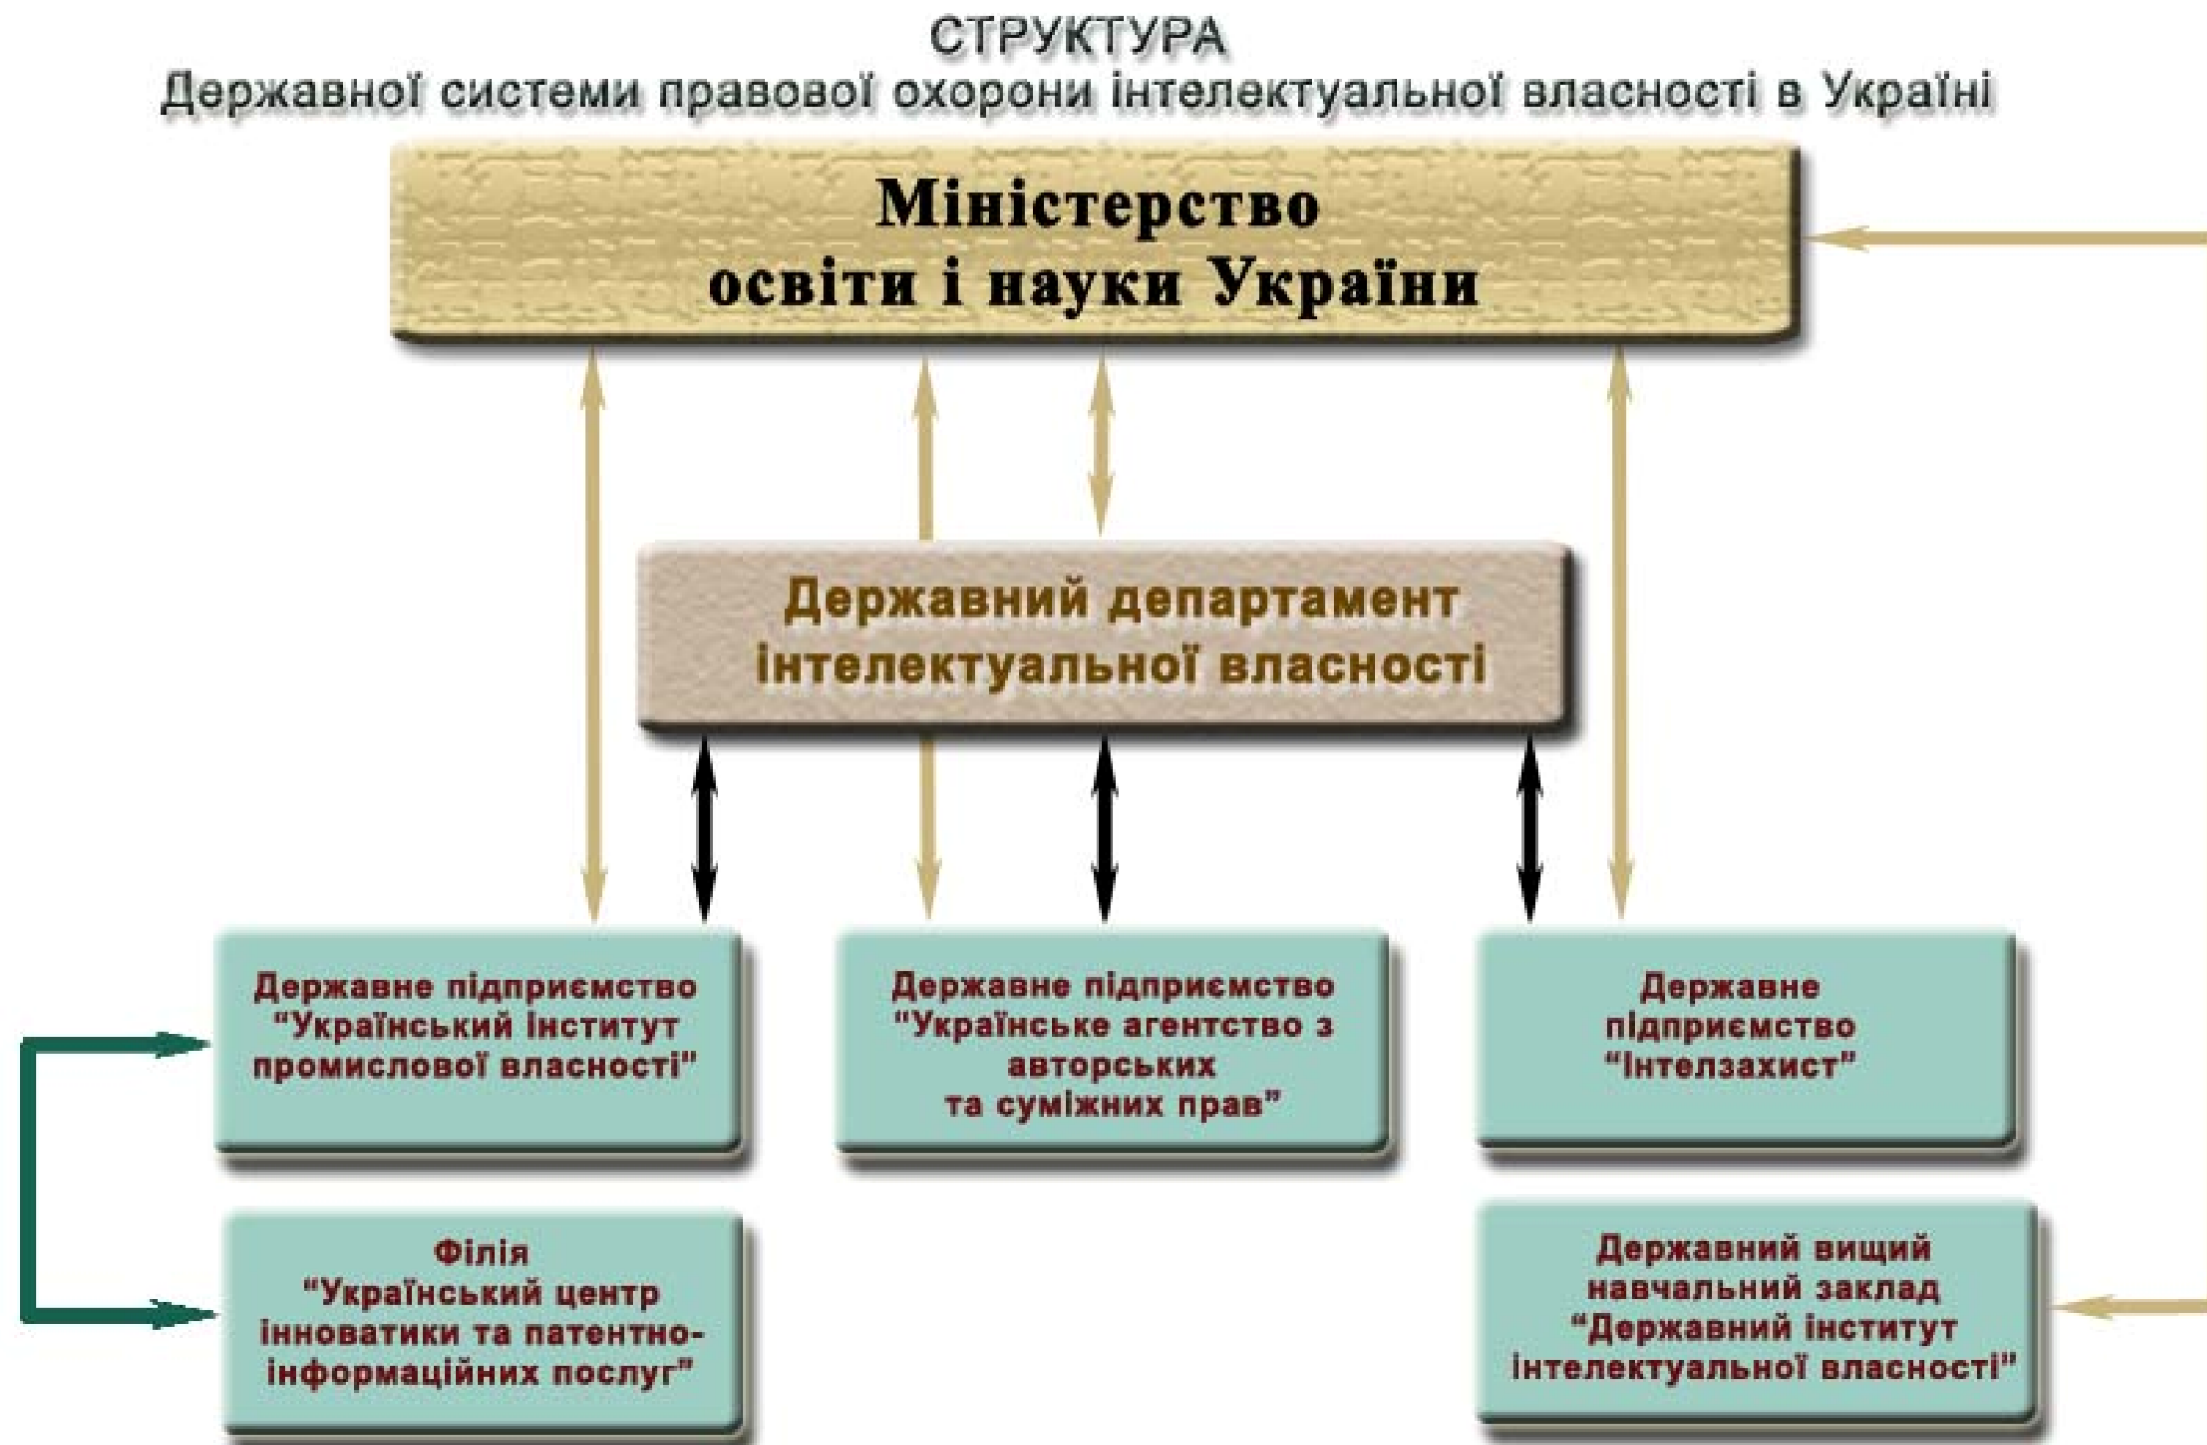 СТРУКТУРА
Державної системи правової охорони інтелектуальної власності в Україні
Міністерство
освіти і науки України
Державний департамент
інтелектуальної власності
Державне підприємство
“Український інститут
промислової власності”
Державне підприємство
“Українське агентство з
авторських
та суміжних прав”
Державне
підприємство
“Інтелзахист”
Філія
“Український центр
інноватики та патентно-
інформаційних послуг”
Державний вищий
навчальний заклад
“Державний інститут
інтелектуальної власності”